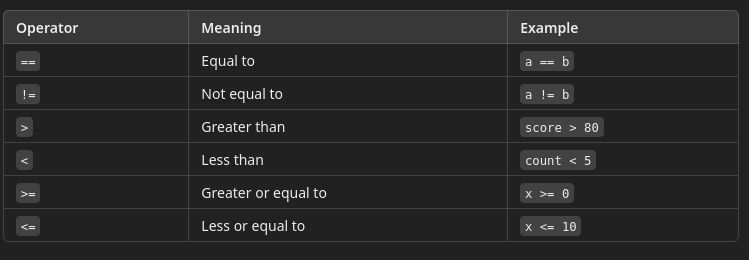 Operator Meaning Example
== Equal to a == b
!= Not equal to a != b
> Greater than score > 80
< Less than count < 5
>= Greater or equal to x >= 0
<= Less or equal to x <= 10